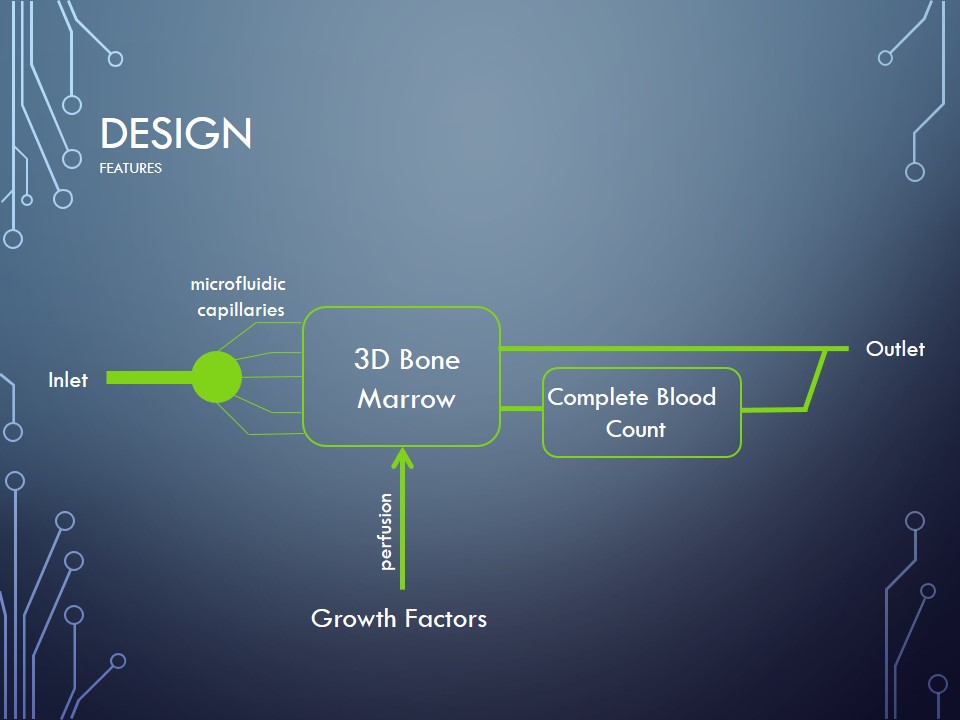 DESIGN
FEATURES
microfluidic
capillaries
3D Bone
Marrow
Inlet
Outlet
Complete Blood
Count
perfusion
Growth Factors